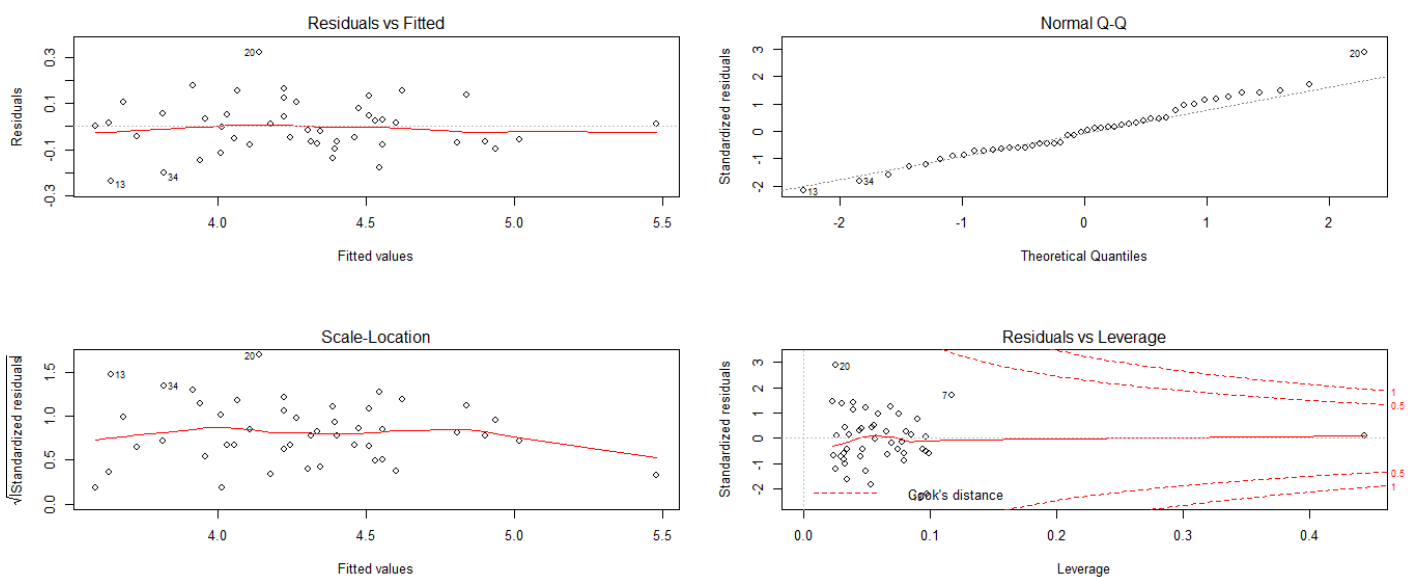 Residuals vs Fitted
Residuals
-0.3 -0.1 0.1 0.3
20
13
34
4.0 4.5 5.0 5.5
Fitted values
Normal Q-Q
Standardized residuals
-2 -1 0 1 2 3
20
34
13
-2 -1 0 1 2
Theoretical Quantiles
Scale-Location
√|Standardized residuals|
0.0 0.5 1.0 1.5
20
13
34
4.0 4.5 5.0 5.5
Fitted values
Residuals vs Leverage
Standardized residuals
-2 -1 0 1 2 3
20
7
1
0.5
0.5
1
Cook's distance
0.0 0.1 0.2 0.3 0.4
Leverage